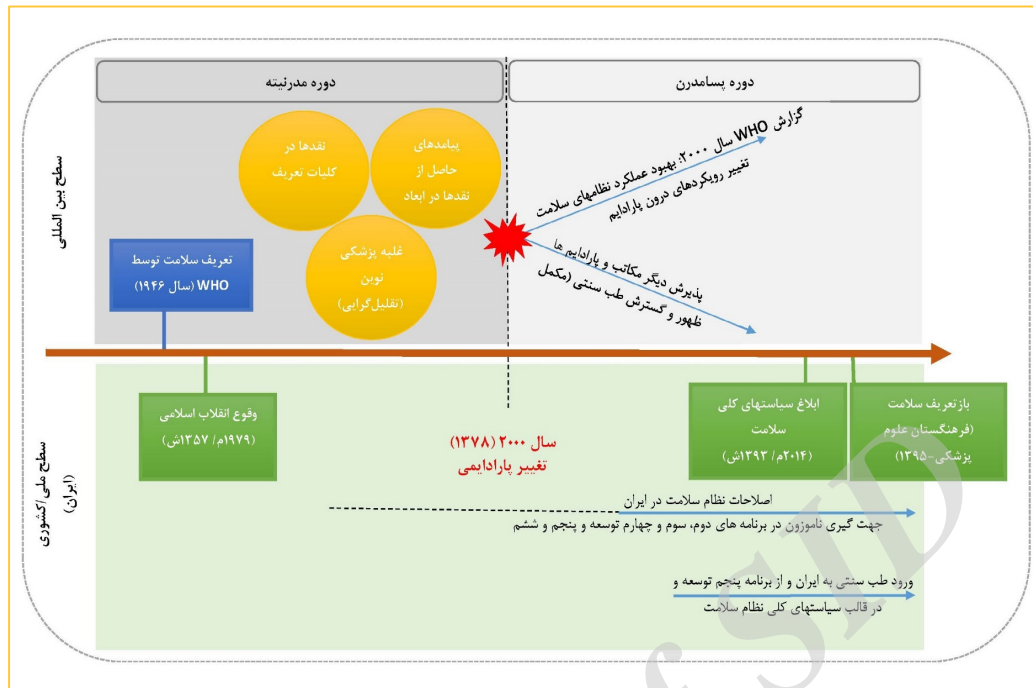 دوره مدرنیته
دوره پسامدرن
سطح بین المللی
نقدها در
کلیات تعریف
پیامدهای
حاصل از
نقدها در ابعاد
غلبه پزشکی
نوین
(تقلیل‌گرایی)
تعریف سلامت توسط
WHO (سال ۱۹۴۶)
گزارش WHO سال ۲۰۰۰: بهبود عملکرد نظامهای سلامت
تغییر رویکردهای درون پارادایم
پذیرش دیگر مکاتب و پارادایم ها
ظهور و گسترش طب سنتی (مکمل
سطح ملی/کشوری
(ایران)
وقوع انقلاب اسلامی
(۱۹۷۹م/ ۱۳۵۷ش)
سال ۲۰۰۰ (۱۳۷۸)
تغییر پارادایمی
ابلاغ سیاستهای کلی
سلامت
(۲۰۱۴م/ ۱۳۹۳ش)
بازتعریف سلامت
(فرهنگستان علوم
پزشکی-۱۳۹۵)
اصلاحات نظام سلامت در ایران
جهت گیری ناموزون در برنامه های دوم، سوم و چهارم توسعه و پنجم و ششم
ورود طب سنتی به ایران و از برنامه پنجم توسعه و
در قالب سیاستهای کلی نظام سلامت
of SID